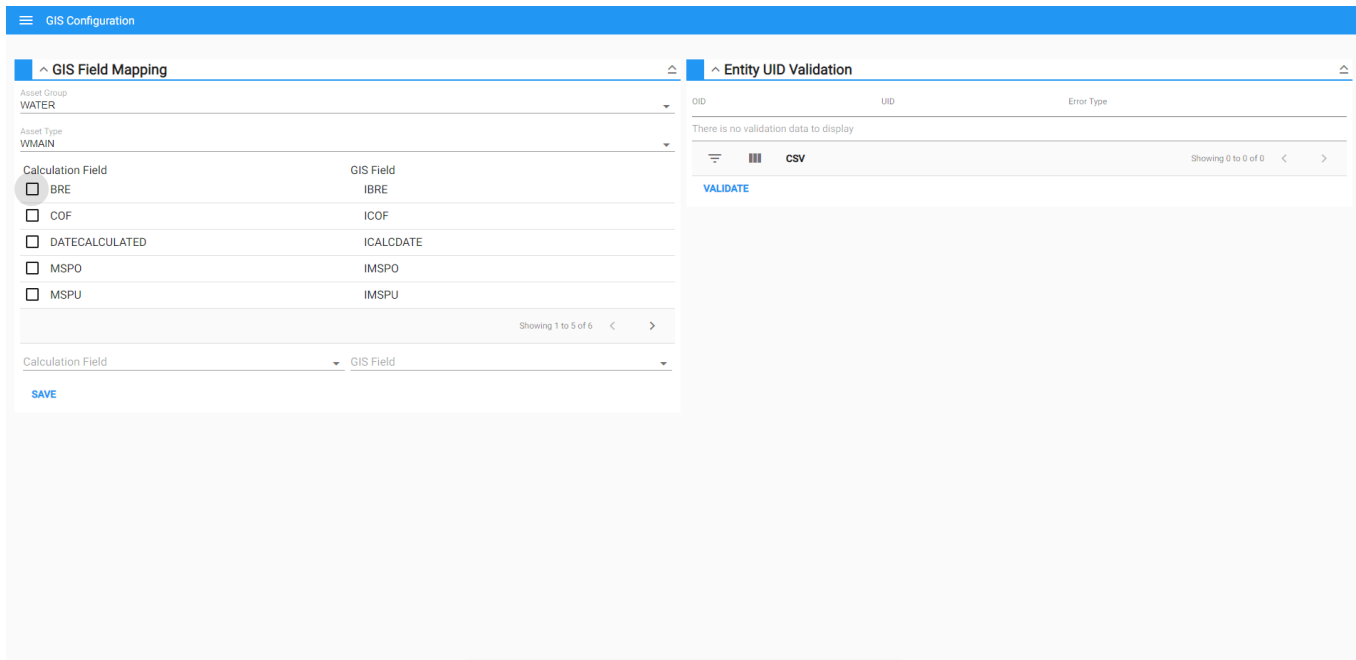 GIS Configuration
GIS Field Mapping
Asset Group
WATER
Asset Type
WMAIN
Calculation Field GIS Field
BRE IBRE
COF ICOF
DATECALCULATED ICALCDATE
MSPO IMSPO
MSPU IMSPU
Showing 1 to 5 of 6
Calculation Field GIS Field
SAVE
Entity UID Validation
OID UID Error Type
There is no validation data to display
CSV Showing 0 to 0 of 0
VALIDATE